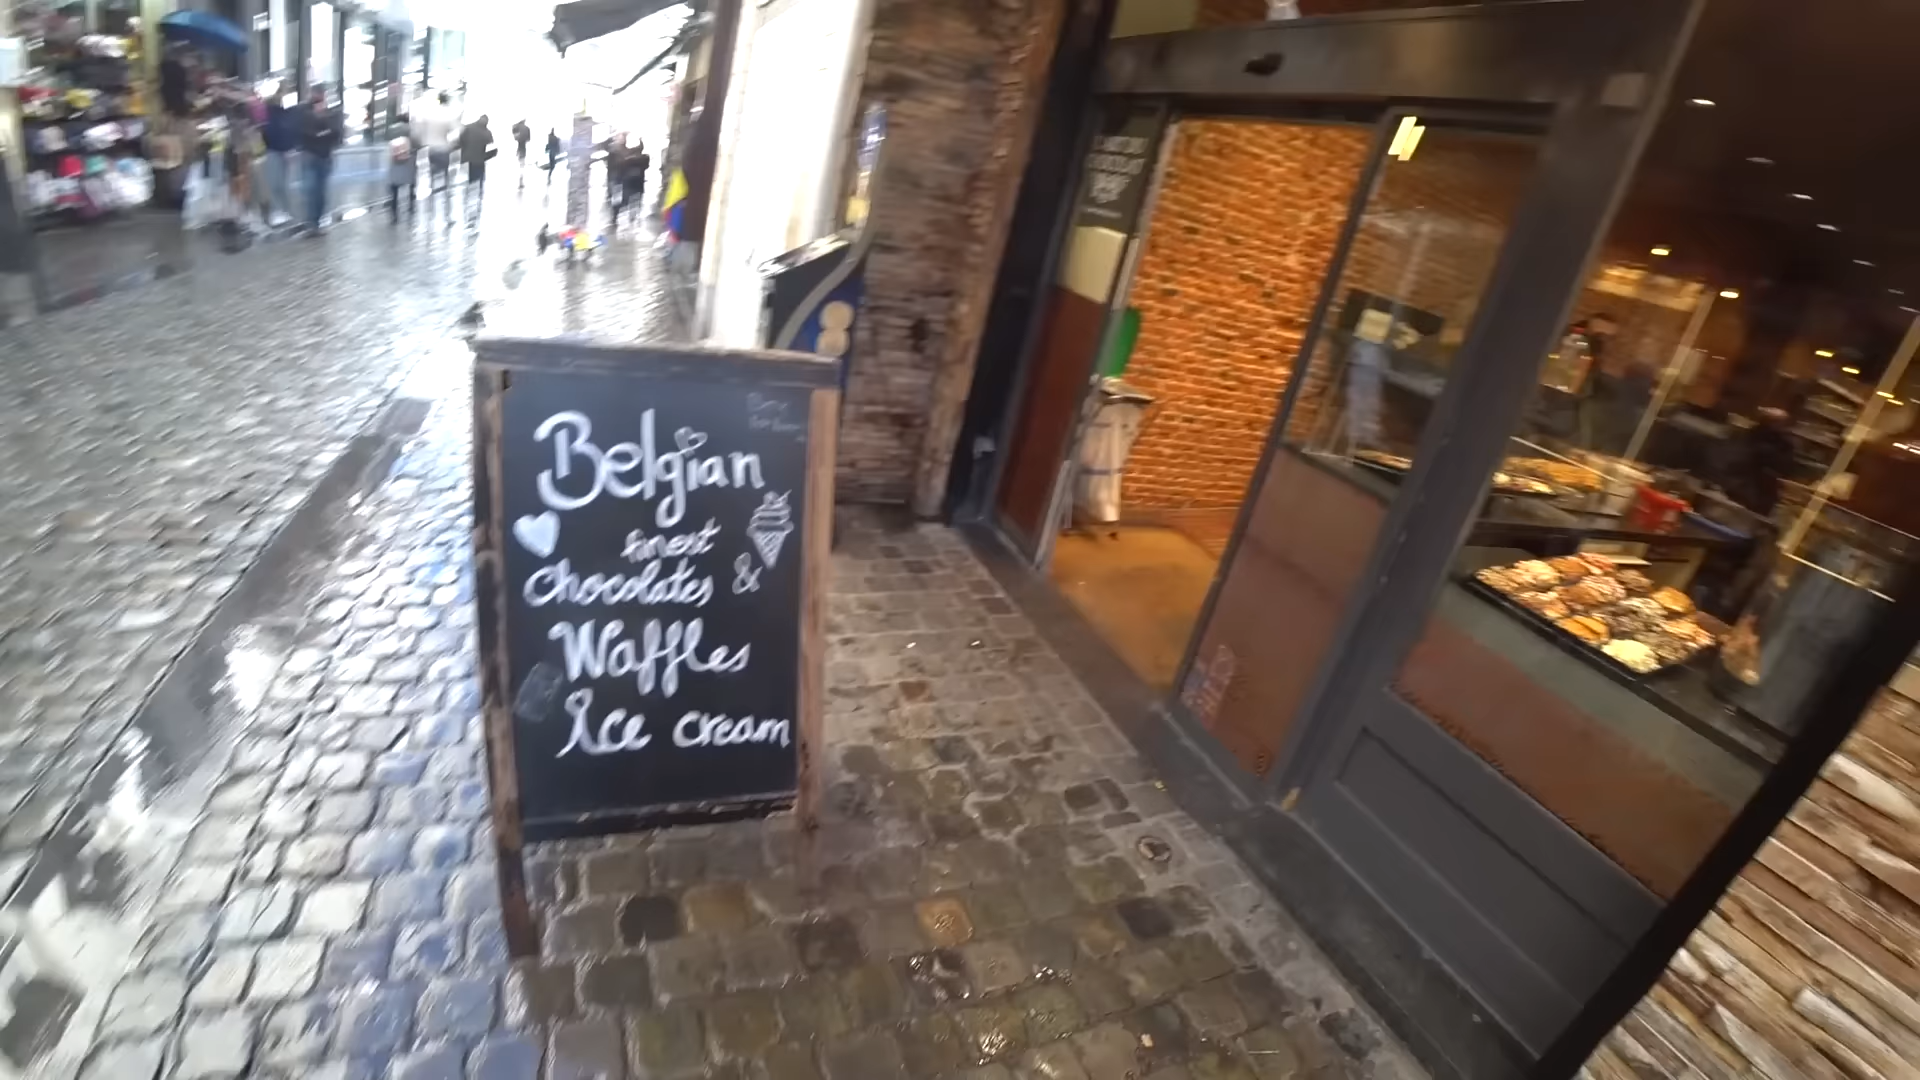 Belgian
finest
Chocolates &
Waffles
Ice cream